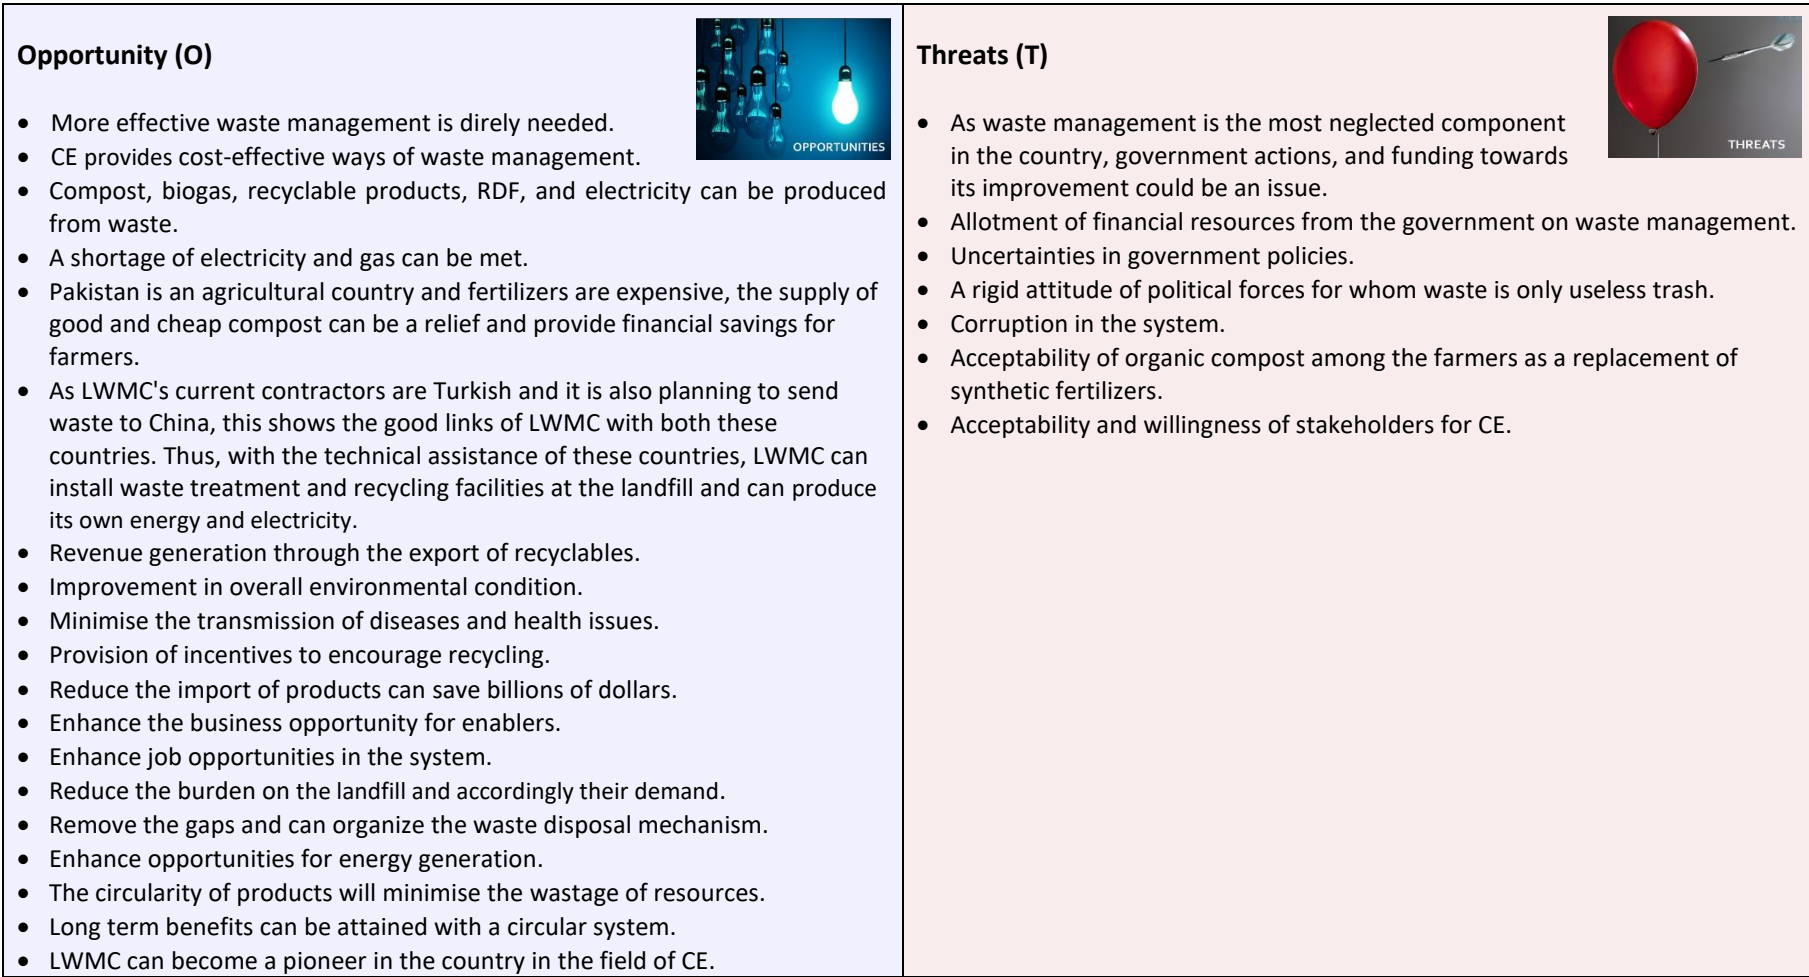 Opportunity (O)
OPPORTUNITIES
• More effective waste management is direly needed.
• CE provides cost-effective ways of waste management.
• Compost, biogas, recyclable products, RDF, and electricity can be produced
from waste.
• A shortage of electricity and gas can be met.
• Pakistan is an agricultural country and fertilizers are expensive, the supply of
good and cheap compost can be a relief and provide financial savings for
farmers.
• As LWMC's current contractors are Turkish and it is also planning to send
waste to China, this shows the good links of LWMC with both these
countries. Thus, with the technical assistance of these countries, LWMC can
install waste treatment and recycling facilities at the landfill and can produce
its own energy and electricity.
• Revenue generation through the export of recyclables.
• Improvement in overall environmental condition.
• Minimise the transmission of diseases and health issues.
• Provision of incentives to encourage recycling.
• Reduce the import of products can save billions of dollars.
• Enhance the business opportunity for enablers.
• Enhance job opportunities in the system.
• Reduce the burden on the landfill and accordingly their demand.
• Remove the gaps and can organize the waste disposal mechanism.
• Enhance opportunities for energy generation.
• The circularity of products will minimise the wastage of resources.
• Long term benefits can be attained with a circular system.
• LWMC can become a pioneer in the country in the field of CE.
Threats (T)
THREATS
• As waste management is the most neglected component
in the country, government actions, and funding towards
its improvement could be an issue.
• Allotment of financial resources from the government on waste management.
• Uncertainties in government policies.
• A rigid attitude of political forces for whom waste is only useless trash.
• Corruption in the system.
• Acceptability of organic compost among the farmers as a replacement of
synthetic fertilizers.
• Acceptability and willingness of stakeholders for CE.